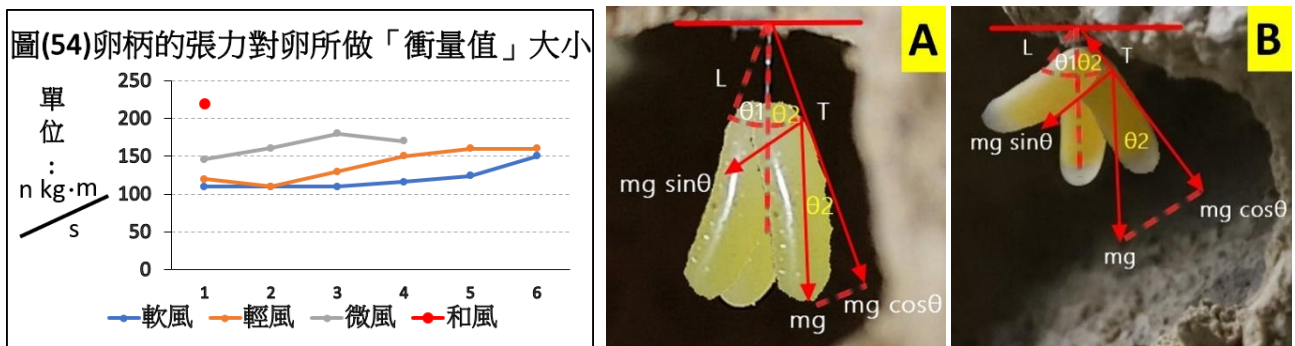 圖(54)卵柄的張力對卵所做「衝量值」大小
單位:
n kg·m
s
250
200
150
100
50
0
1 2 3 4 5 6
軟風 輕風 微風 和風
A
L
θ1 θ2
T
mg sinθ
θ2
mg cosθ
mg
B
L
θ1 θ2
T
mg sinθ
θ2
mg cosθ
mg